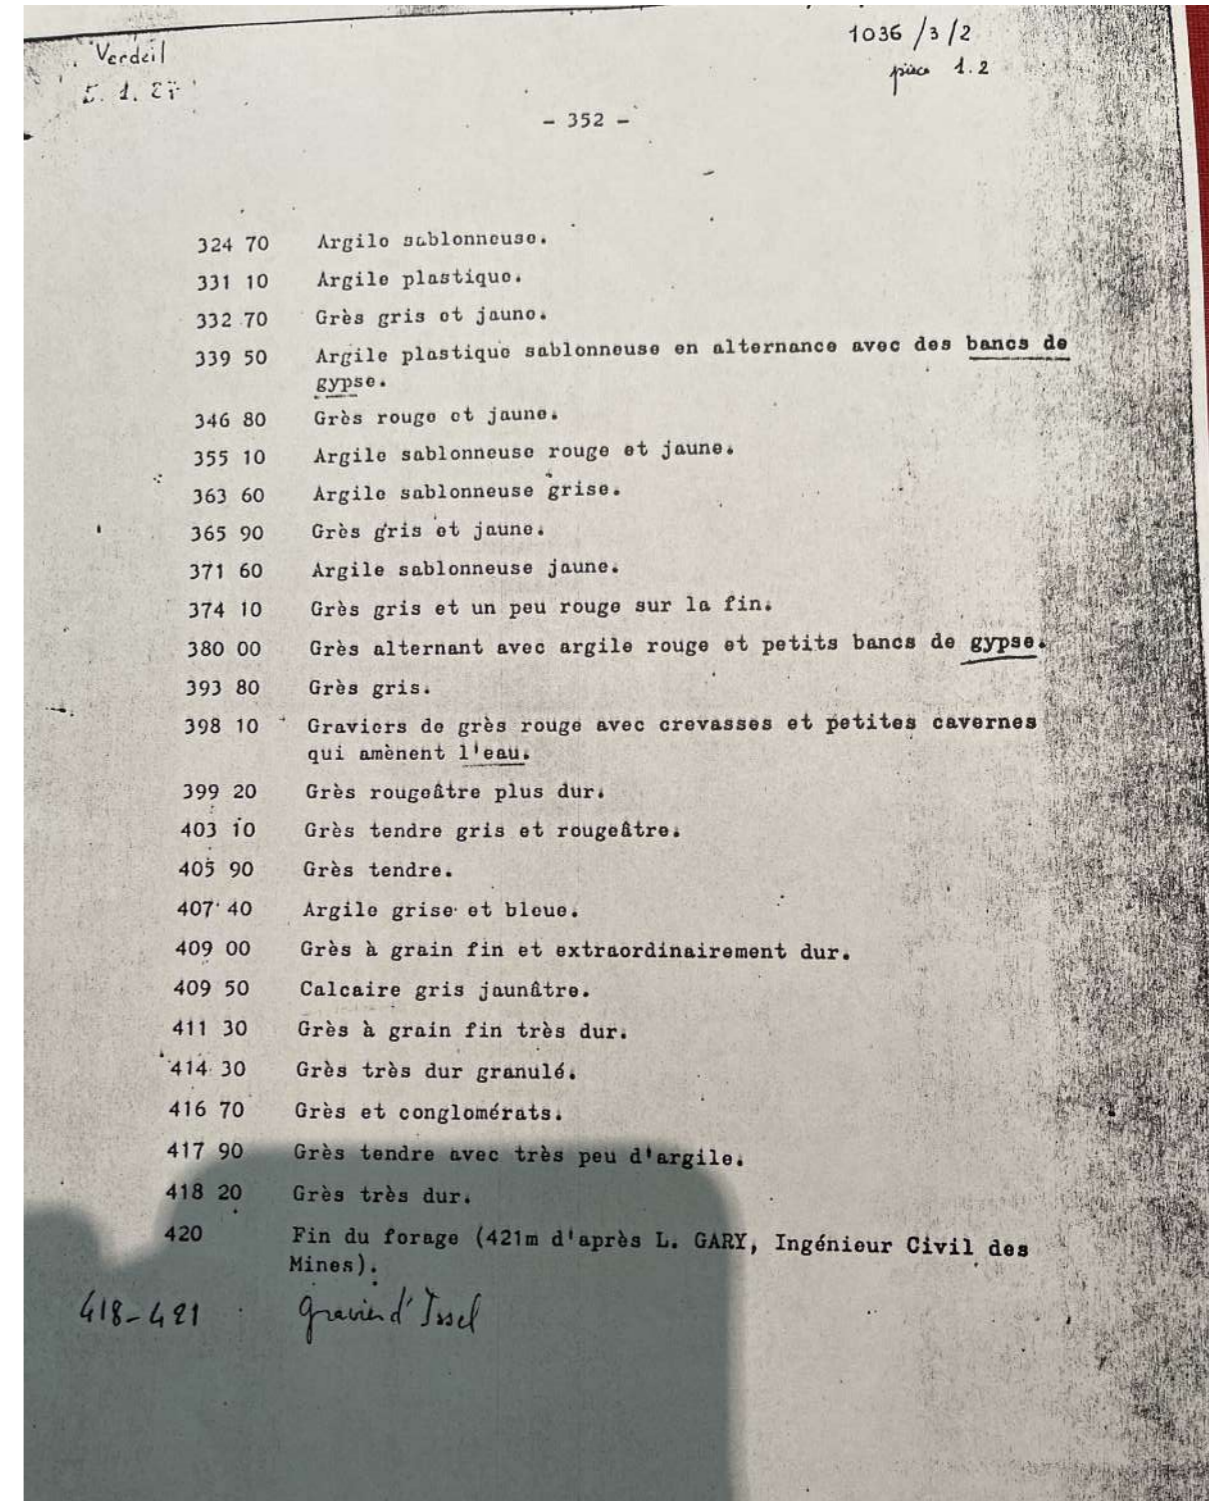 Verdeil
1036 /3/2
5. 1. 8
pièce 1.2
- 352 -
324 70 Argile sablonneuse.
331 10 Argile plastique.
332 70 Grès gris et jaune.
339 50 Argile plastique sablonneuse en alternance avec des bancs de
gypse.
346 80 Grès rouge et jaune.
355 10 Argile sablonneuse rouge et jaune.
363 60 Argile sablonneuse grise.
365 90 Grès gris et jaune.
371 60 Argile sablonneuse jaune.
374 10 Grès gris et un peu rouge sur la fin.
380 00 Grès alternant avec argile rouge et petits bancs de gypse.
393 80 Grès gris.
398 10 Graviers de grès rouge avec crevasses et petites cavernes
qui amènent l'eau.
399 20 Grès rougeâtre plus dur.
403 10 Grès tendre gris et rougeâtre.
405 90 Grès tendre.
407 40 Argile grise et bleue.
409 00 Grès à grain fin et extraordinairement dur.
409 50 Calcaire gris jaunâtre.
411 30 Grès à grain fin très dur.
414 30 Grès très dur granulé.
416 70 Grès et conglomérats.
417 90 Grès tendre avec très peu d'argile.
418 20 Grès très dur.
420 Fin du forage (421m d'après L. GARY, Ingénieur Civil des
Mines).
418-421 : Gravier d'Issel